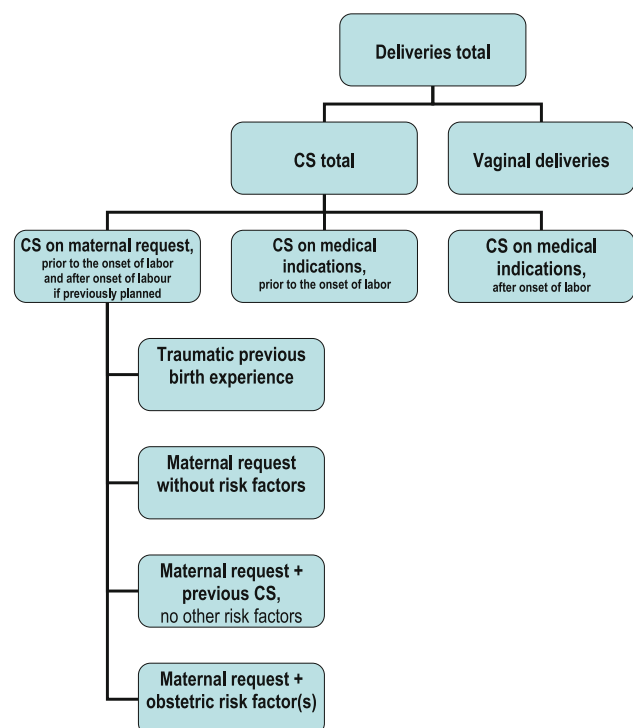 Deliveries total
CS total
Vaginal deliveries
CS on maternal request,
prior to the onset of labor
and after onset of labour
if previously planned
CS on medical
indications,
prior to the onset of labor
CS on medical
indications,
after onset of labor
Traumatic previous
birth experience
Maternal request
without risk factors
Maternal request +
previous CS,
no other risk factors
Maternal request +
obstetric risk factor(s)